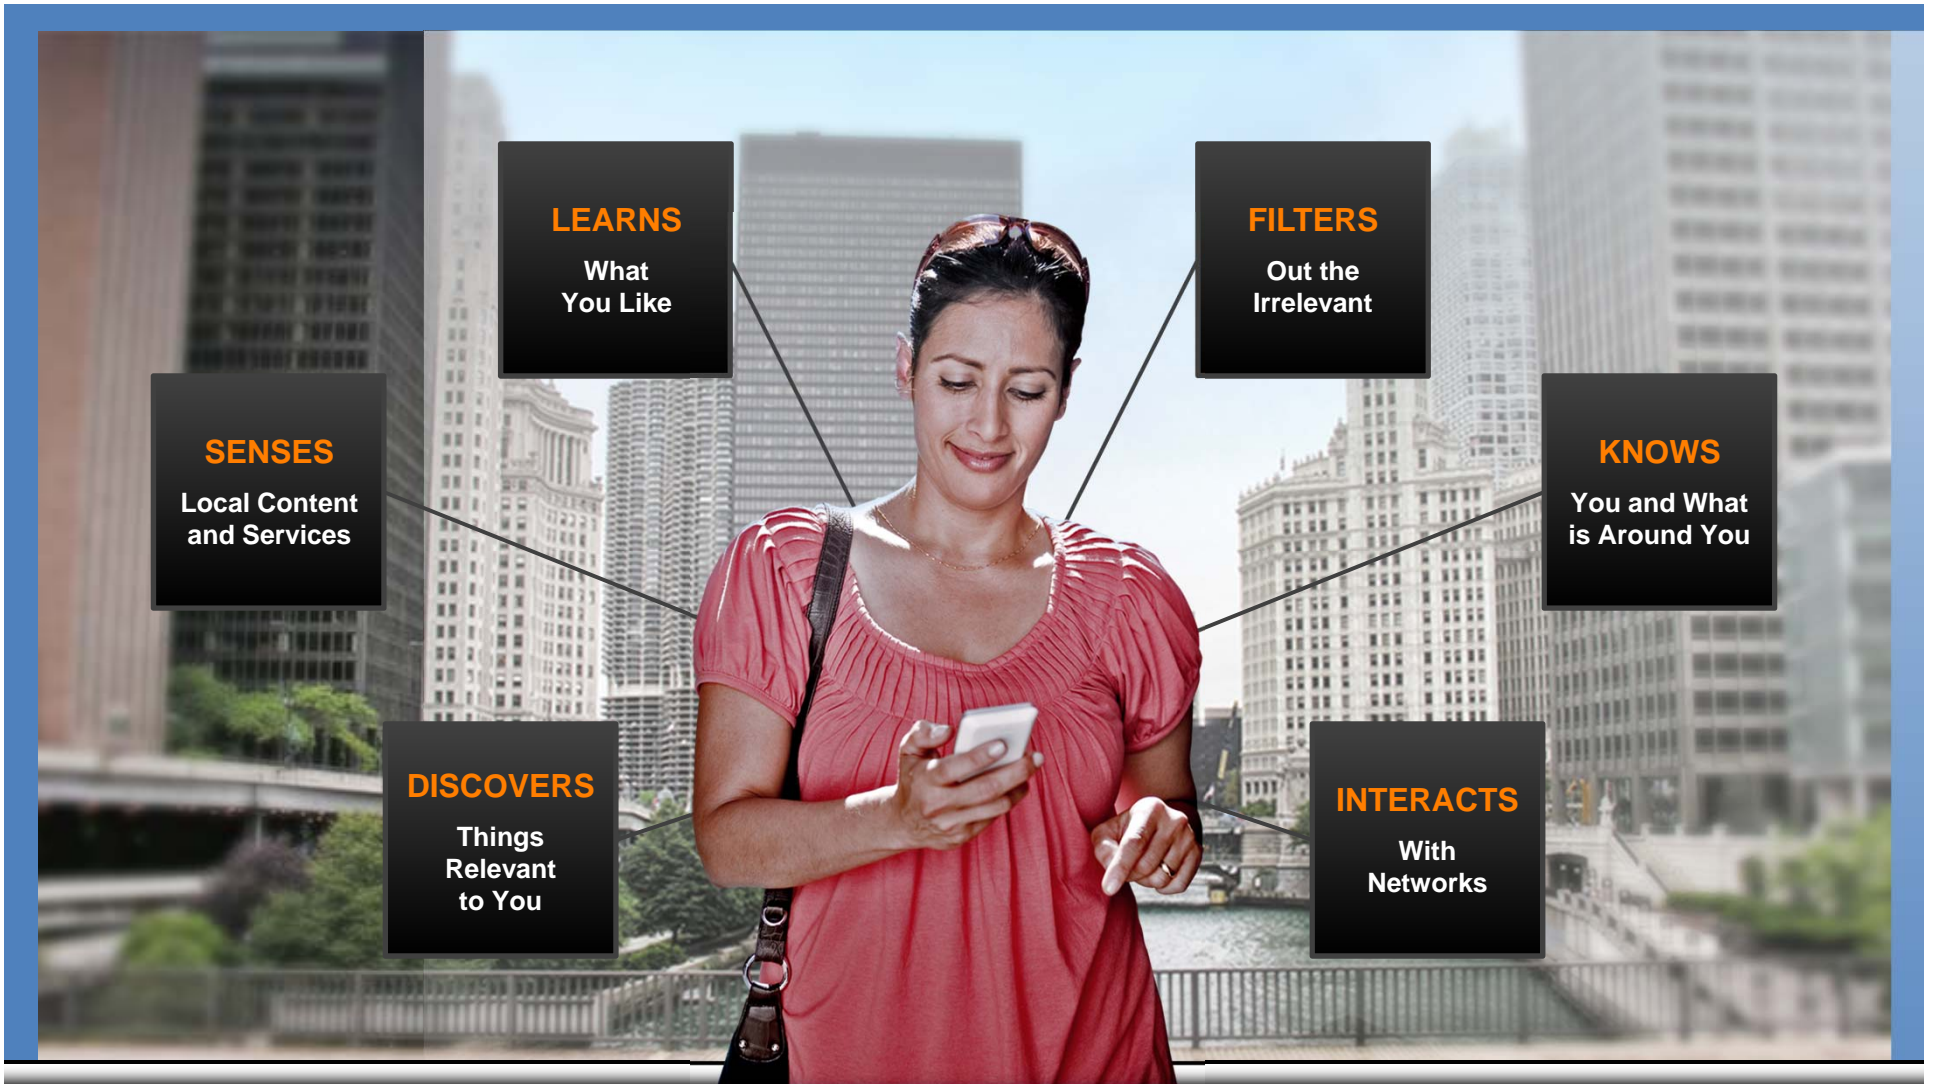 LEARNS
What
You Like
FILTERS
Out the
Irrelevant
SENSES
Local Content
and Services
KNOWS
You and What
is Around You
DISCOVERS
Things
Relevant
to You
INTERACTS
With
Networks